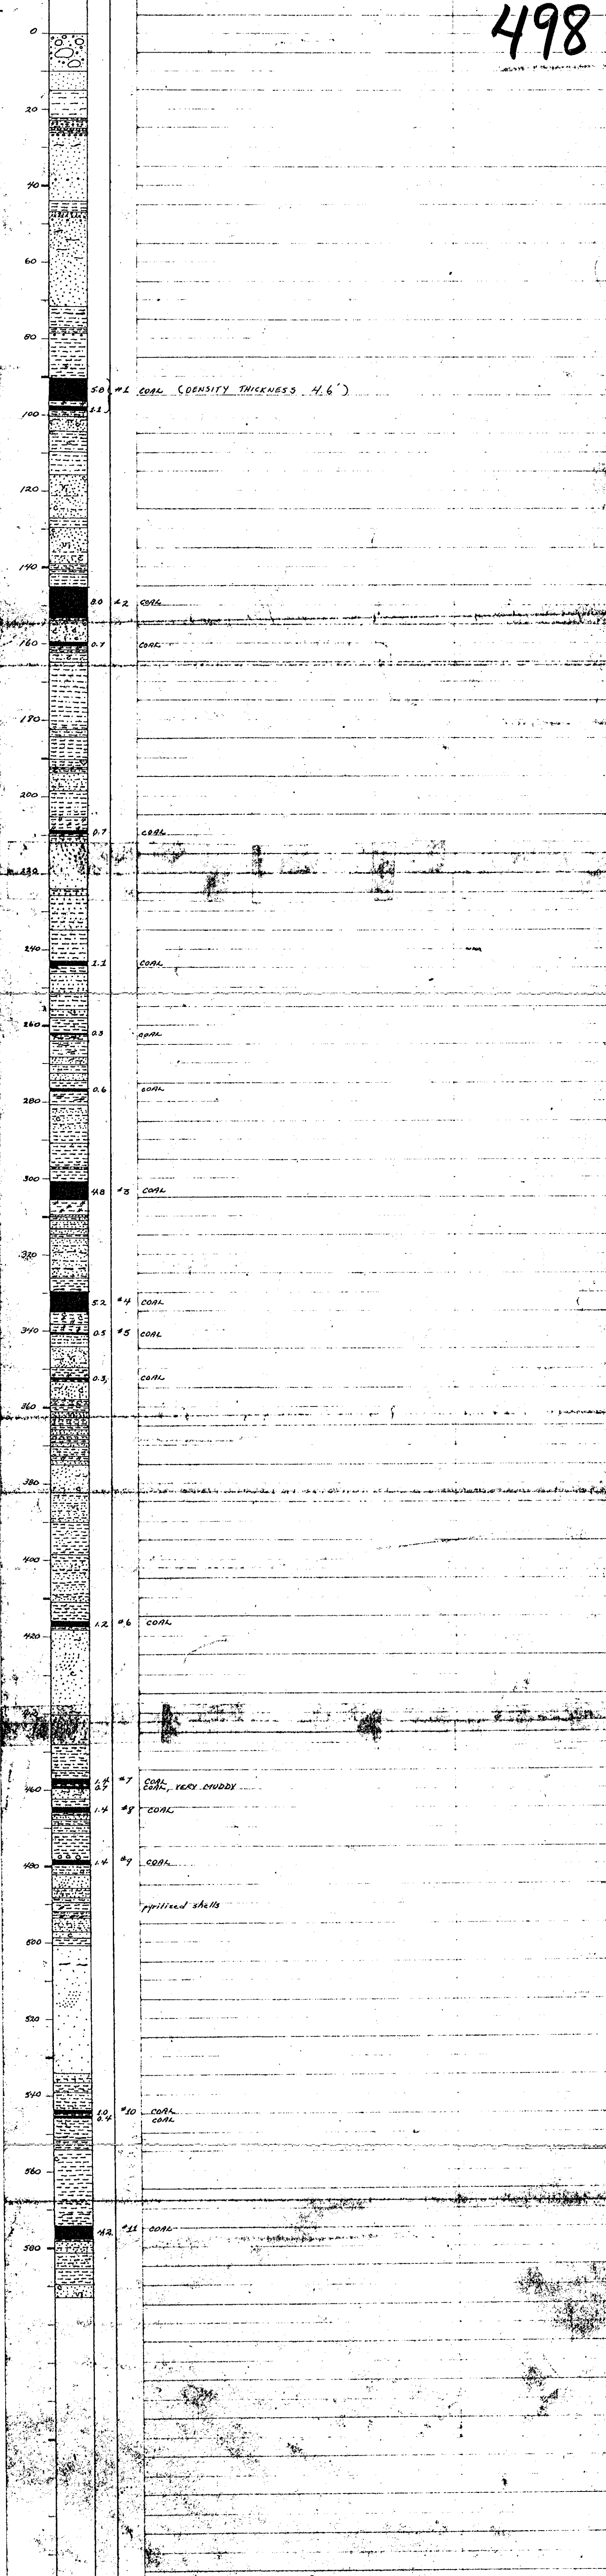 498
0
20
40
60
80
5.8 #1 COAL (DENSITY THICKNESS 4.6')
1.1
100
120
140
8.0 #2 COAL
160
0.7 COAL
180
200
0.7 COAL
220
240
1.1 COAL
260
0.3 COAL
0.6 COAL
280
300
4.8 #3 COAL
320
5.2 #4 COAL
340
0.5 #5 COAL
0.3 COAL
360
380
400
1.2 #6 COAL
420
1.4 #7 COAL
0.7 COAL, VERY MUDDY
460
1.4 #8 COAL
480
1.4 #9 COAL
pyritized shells
500
520
540
1.0 #10 COAL
0.4 COAL
560
4.2 #11 COAL
580